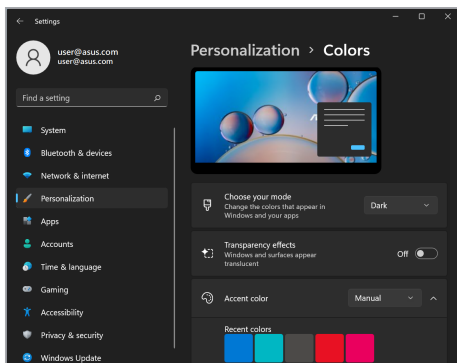 Settings
user@asus.com
user@asus.com
Find a setting
System
Bluetooth & devices
Network & internet
Personalization
Apps
Accounts
Time & language
Gaming
Accessibility
Privacy & security
Windows Update
Personalization > Colors
Choose your mode
Change the colors that appear in
Windows and your apps
Dark
Transparency effects
Windows and surfaces appear
translucent
Off
Accent color
Manual
Recent colors